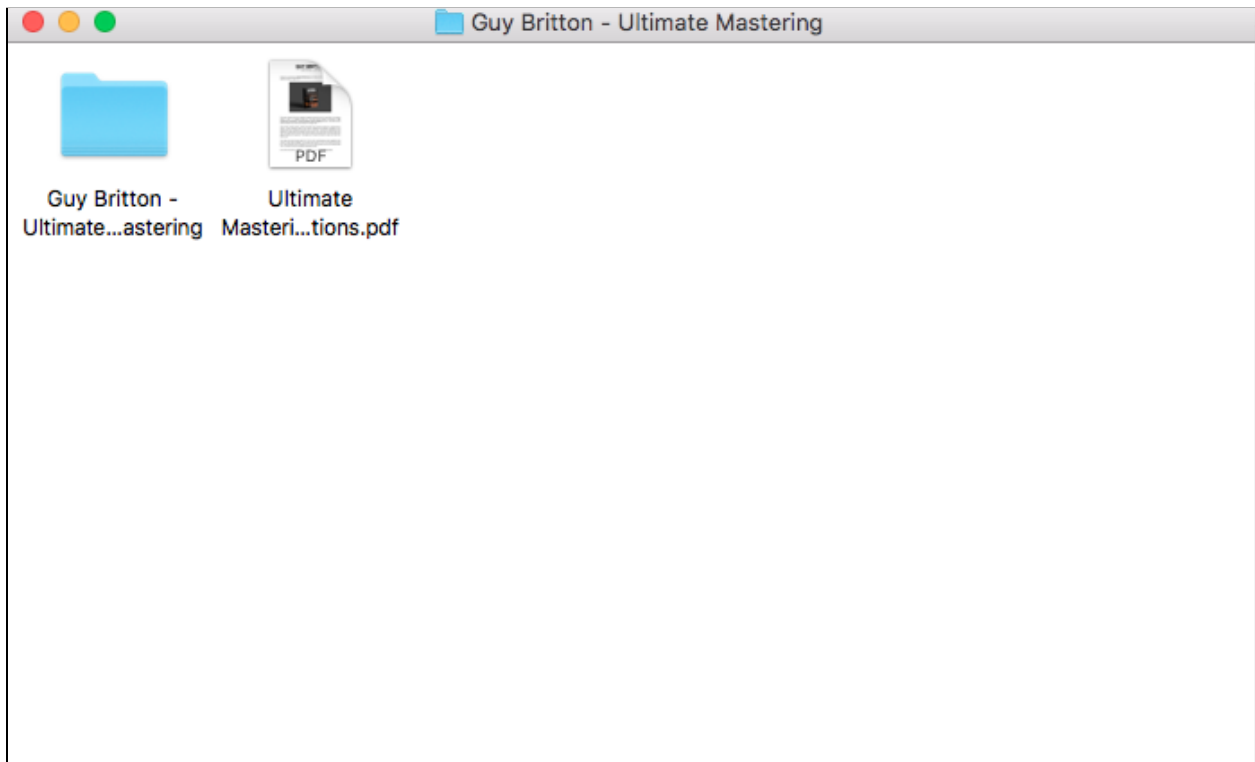 Guy Britton - Ultimate Mastering
PDF
Guy Britton -
Ultimate...astering
Ultimate
Masteri...tions.pdf